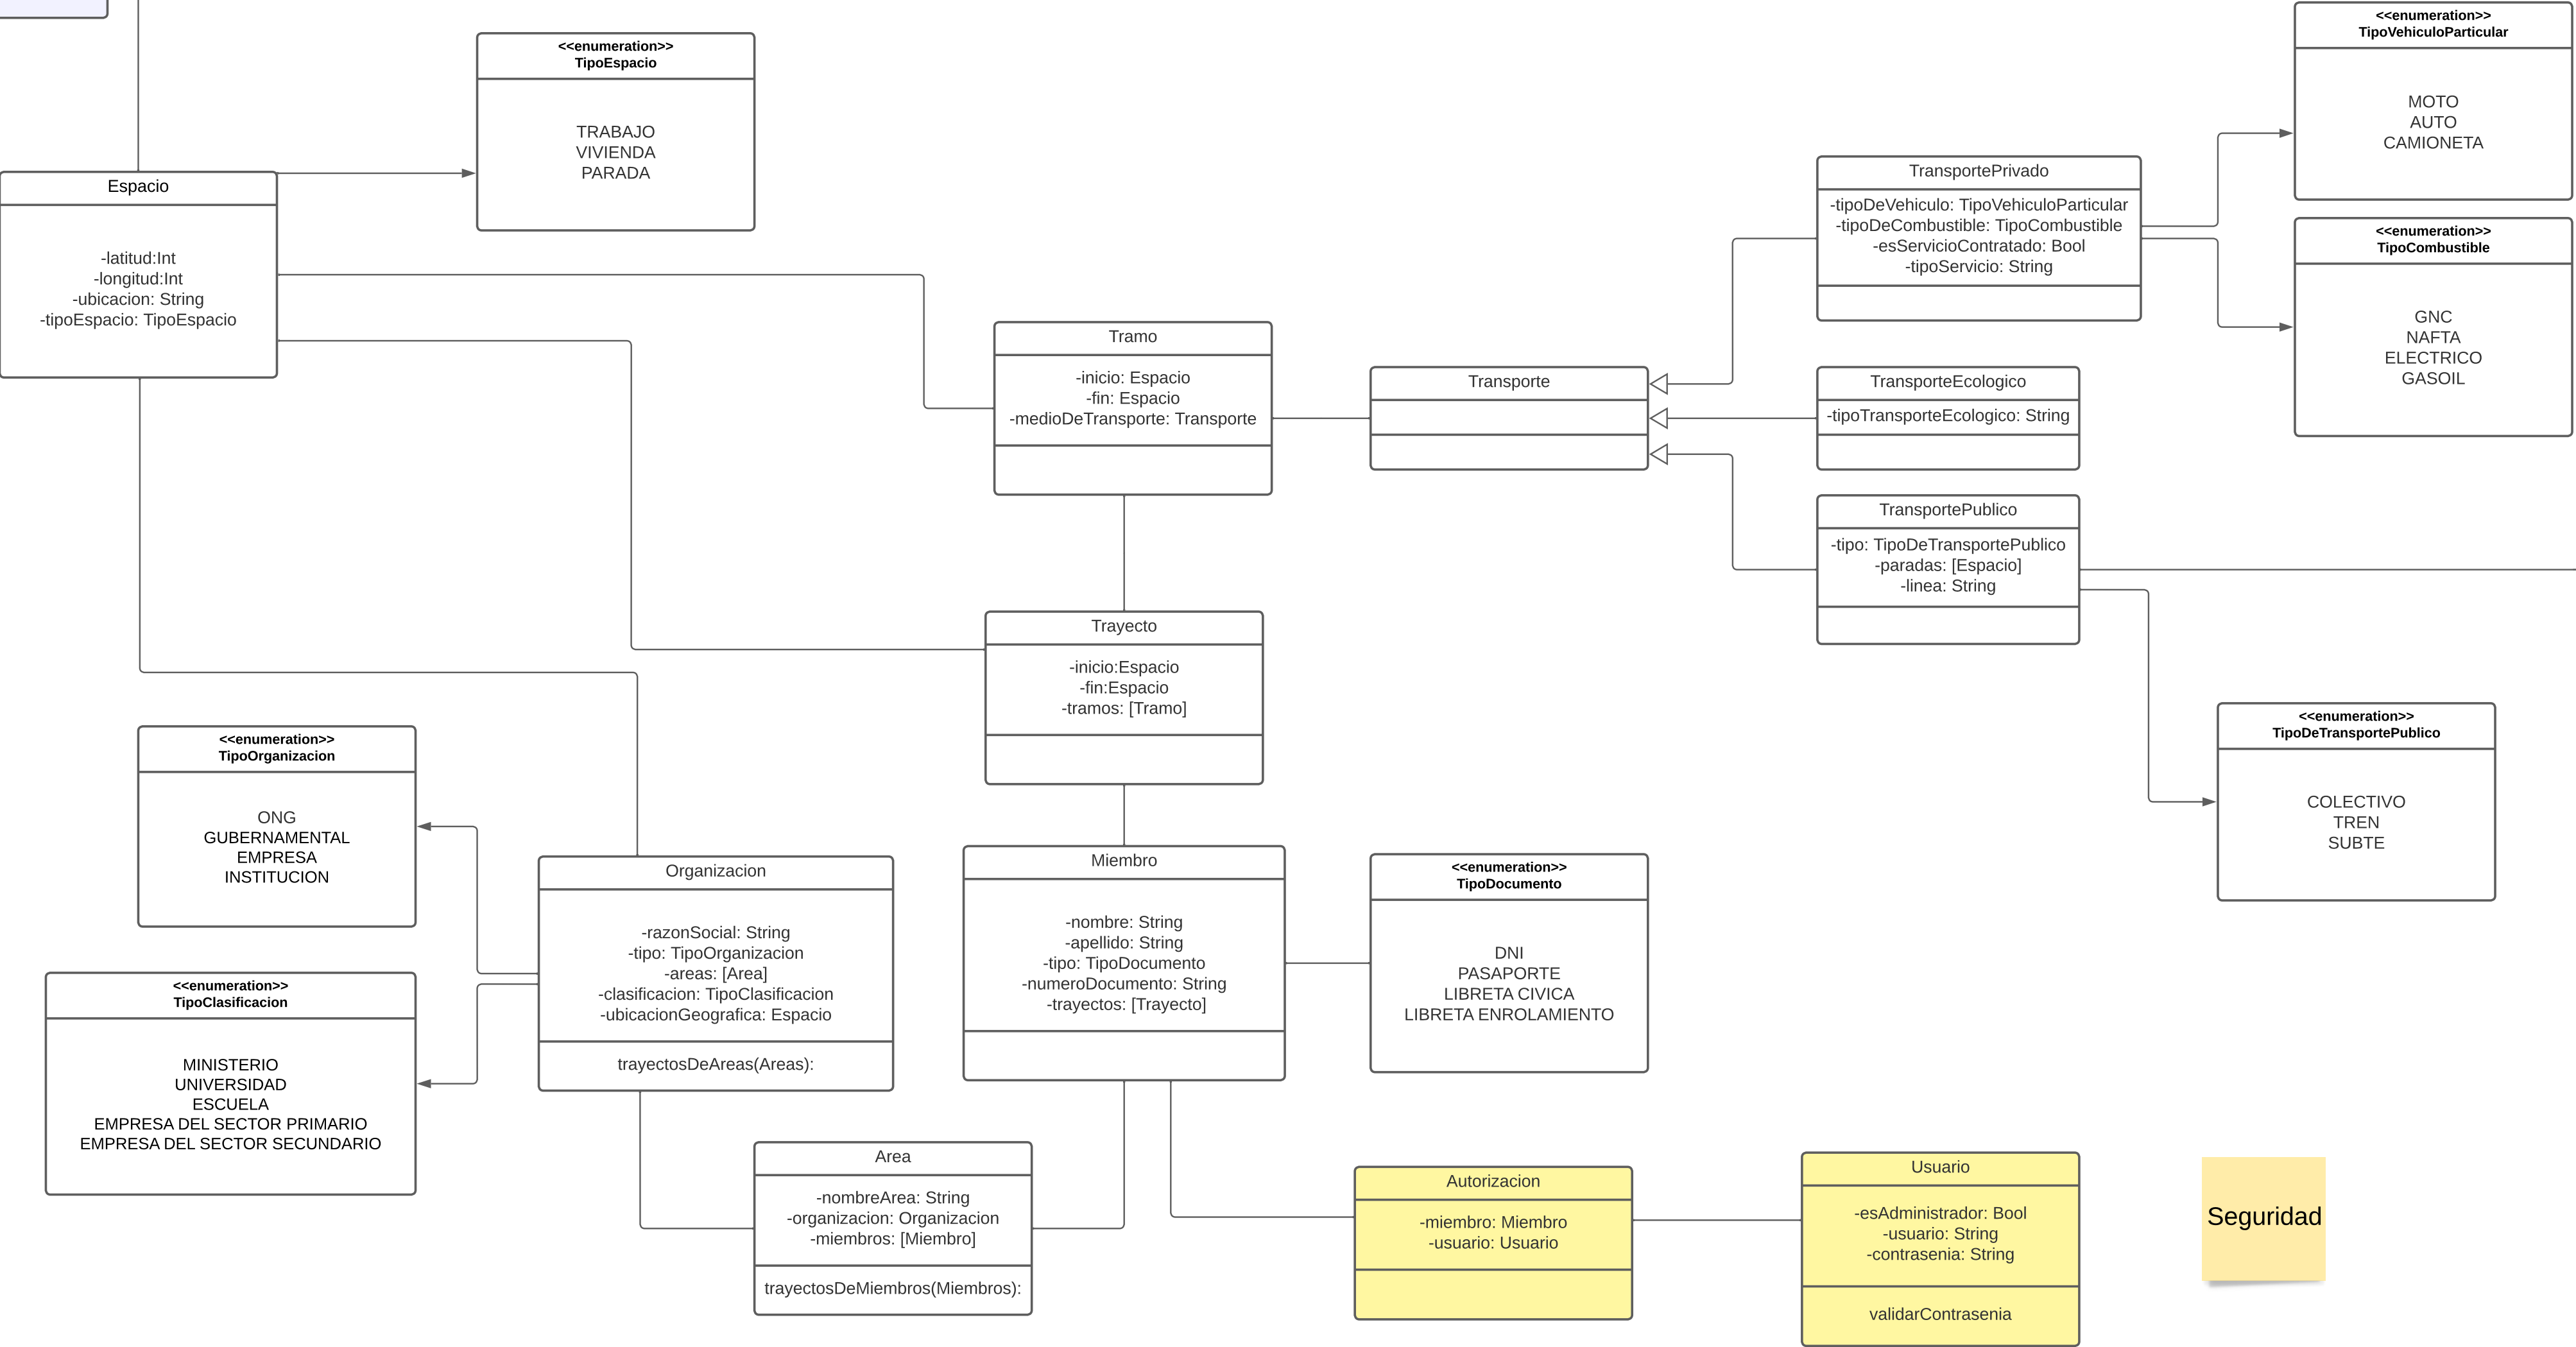 <<enumeration>>
TipoVehiculoParticular
MOTO
AUTO
CAMIONETA
<<enumeration>>
TipoEspacio
TRABAJO
VIVIENDA
PARADA
Espacio
-latitud:Int
-longitud:Int
-ubicacion: String
-tipoEspacio: TipoEspacio
TransportePrivado
-tipoDeVehiculo: TipoVehiculoParticular
-tipoDeCombustible: TipoCombustible
-esServicioContratado: Bool
-tipoServicio: String
<<enumeration>>
TipoCombustible
GNC
NAFTA
ELECTRICO
GASOIL
Tramo
-inicio: Espacio
-fin: Espacio
-medioDeTransporte: Transporte
Transporte
TransporteEcologico
-tipoTransporteEcologico: String
TransportePublico
-tipo: TipoDeTransportePublico
-paradas: [Espacio]
-linea: String
Trayecto
-inicio:Espacio
-fin:Espacio
-tramos: [Tramo]
<<enumeration>>
TipoDeTransportePublico
COLECTIVO
TREN
SUBTE
<<enumeration>>
TipoOrganizacion
ONG
GUBERNAMENTAL
EMPRESA
INSTITUCION
Organizacion
-razonSocial: String
-tipo: TipoOrganizacion
-areas: [Area]
-clasificacion: TipoClasificacion
-ubicacionGeografica: Espacio
trayectosDeAreas(Areas):
Miembro
-nombre: String
-apellido: String
-tipo: TipoDocumento
-numeroDocumento: String
-trayectos: [Trayecto]
<<enumeration>>
TipoDocumento
DNI
PASAPORTE
LIBRETA CIVICA
LIBRETA ENROLAMIENTO
<<enumeration>>
TipoClasificacion
MINISTERIO
UNIVERSIDAD
ESCUELA
EMPRESA DEL SECTOR PRIMARIO
EMPRESA DEL SECTOR SECUNDARIO
Area
-nombreArea: String
-organizacion: Organizacion
-miembros: [Miembro]
trayectosDeMiembros(Miembros):
Autorizacion
-miembro: Miembro
-usuario: Usuario
Usuario
-esAdministrador: Bool
-usuario: String
-contrasenia: String
validarContrasenia
Seguridad